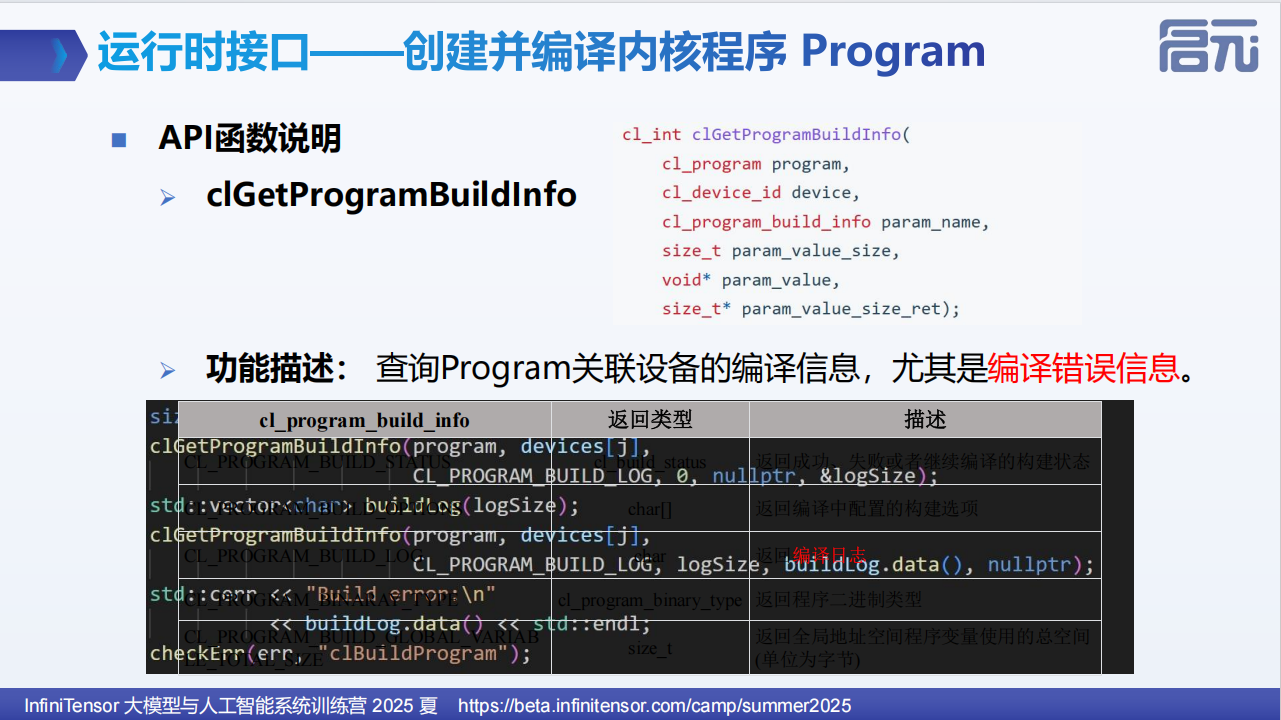 运行时接口——创建并编译内核程序 Program
启元
API函数说明
clGetProgramBuildInfo
cl_int clGetProgramBuildInfo(
cl_program program,
cl_device_id device,
cl_program_build_info param_name,
size_t param_value_size,
void* param_value,
size_t* param_value_size_ret);
功能描述： 查询Program关联设备的编译信息，尤其是编译错误信息。
cl_program_build_info 返回类型 描述
CL_PROGRAM_BUILD_STATUS cl_build_status 返回成功、失败或者继续编译的构建状态
char[] 返回编译中配置的构建选项
CL_PROGRAM_BUILD_LOG char 返回编译日志
CL_PROGRAM_BINARAY_TYPE cl_program_binary_type 返回程序二进制类型
CL_PROGRAM_BUILD_GLOBAL_VARIAB
LE_TOTAL_SIZE size_t 返回全局地址空间程序变量使用的总空间
(单位为字节)
clGetProgramBuildInfo(program, devices[j],
CL_PROGRAM_BUILD_LOG, 0, nullptr, &logSize);
std::vector<char> buildLog(logSize);
clGetProgramBuildInfo(program, devices[j],
CL_PROGRAM_BUILD_LOG, logSize, buildLog.data(), nullptr);
std::cerr << "Build error:\n"
<< buildLog.data() << std::endl;
checkErr(err, "clBuildProgram");
InfiniTensor 大模型与人工智能系统训练营 2025 夏 https://beta.infinitensor.com/camp/summer2025